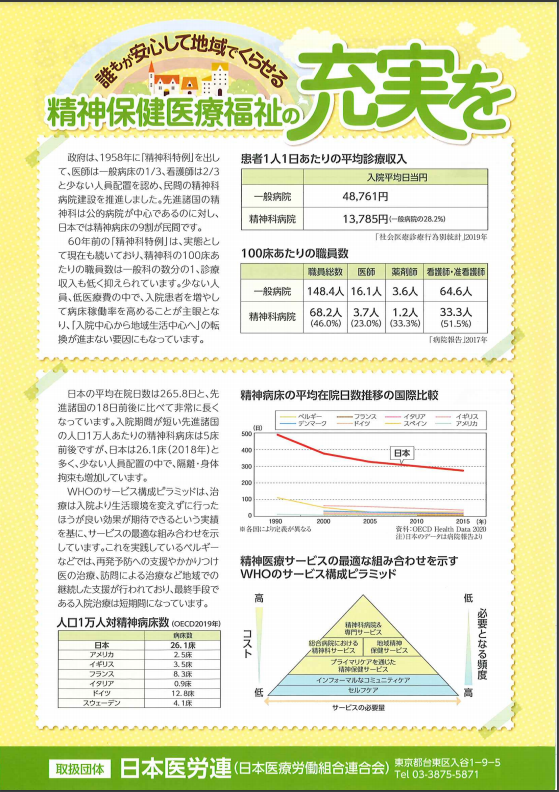 誰もが安心して地域でくらせる
精神保健医療福祉の充実を
政府は、1958年に「精神科特例」を出し
て、医師は一般病床の1/3、看護師は2/3
と少ない人員配置を認め、民間の精神科
病院建設を推進しました。先進諸国の精
神科は公的病院が中心であるのに対し、
日本では精神病床の9割が民間です。
60年前の「精神科特例」は、実態とし
て現在も続いており、精神科の100床あ
たりの職員数は一般科の数分の1、診療
収入も低く抑えられています。少ない人
員、低医療費の中で、入院患者を増やし
て病床稼働率を高めることが主眼とな
り、「入院中心から地域生活中心へ」の転
換が進まない要因にもなっています。
患者1人1日あたりの平均診療収入
入院平均日当円
一般病院 48,761円
精神科病院 13,785円(一般病院の28.2%)
「社会医療診療行為別統計」2019年
100床あたりの職員数
職員総数 医師 薬剤師 看護師・准看護師
一般病院 148.4人 16.1人 3.6人 64.6人
精神科病院 68.2人 3.7人 1.2人 33.3人
(46.0%) (23.0%) (33.3%) (51.5%)
「病院報告」2017年
日本の平均在院日数は265.8日と、先
進諸国の18日前後に比べて非常に長く
なっています。入院期間が短い先進諸国
の人口1万人あたりの精神科病床は5床
前後ですが、日本は26.1床(2018年)と
多く、少ない人員配置の中で、隔離・身体
拘束も増加しています。
WHOのサービス構成ピラミッドは、治
療は入院より生活環境を変えずに行った
ほうが良い効果が期待できるという実績
を基に、サービスの最適な組み合わせを示
しています。これを実践しているベルギー
などでは、再発予防への支援やかかりつけ
医の治療、訪問による治療など地域での
継続した支援が行われており、最終手段で
ある入院治療は短期間になっています。
人口1万人対精神病床数 (OECD2019年)
病床数
日本 26.1床
アメリカ 2.5床
イギリス 3.5床
フランス 8.3床
イタリア 0.9床
ドイツ 12.8床
スウェーデン 4.1床
精神病床の平均在院日数推移の国際比較
ベルギー フランス イタリア イギリス
デンマーク ドイツ スペイン アメリカ
(日)
500
400
300
200
100
0
日本
1990 2000 2005 2010 2015 (年)
※各国により定義が異なる
資料:OECD Health Data 2020
注)日本のデータは病院報告より
精神医療サービスの最適な組み合わせを示す
WHOのサービス構成ピラミッド
高
コスト
低
精神科病院&
専門サービス
総合病院における
精神科サービス
地域精神
保健サービス
プライマリケアを通じた
精神保健サービス
インフォーマルなコミュニティケア
セルフケア
サービスの必要量
低
必要となる頻度
高
取扱団体 日本医労連(日本医療労働組合連合会)
東京都台東区入谷1-9-5
Tel 03-3875-5871